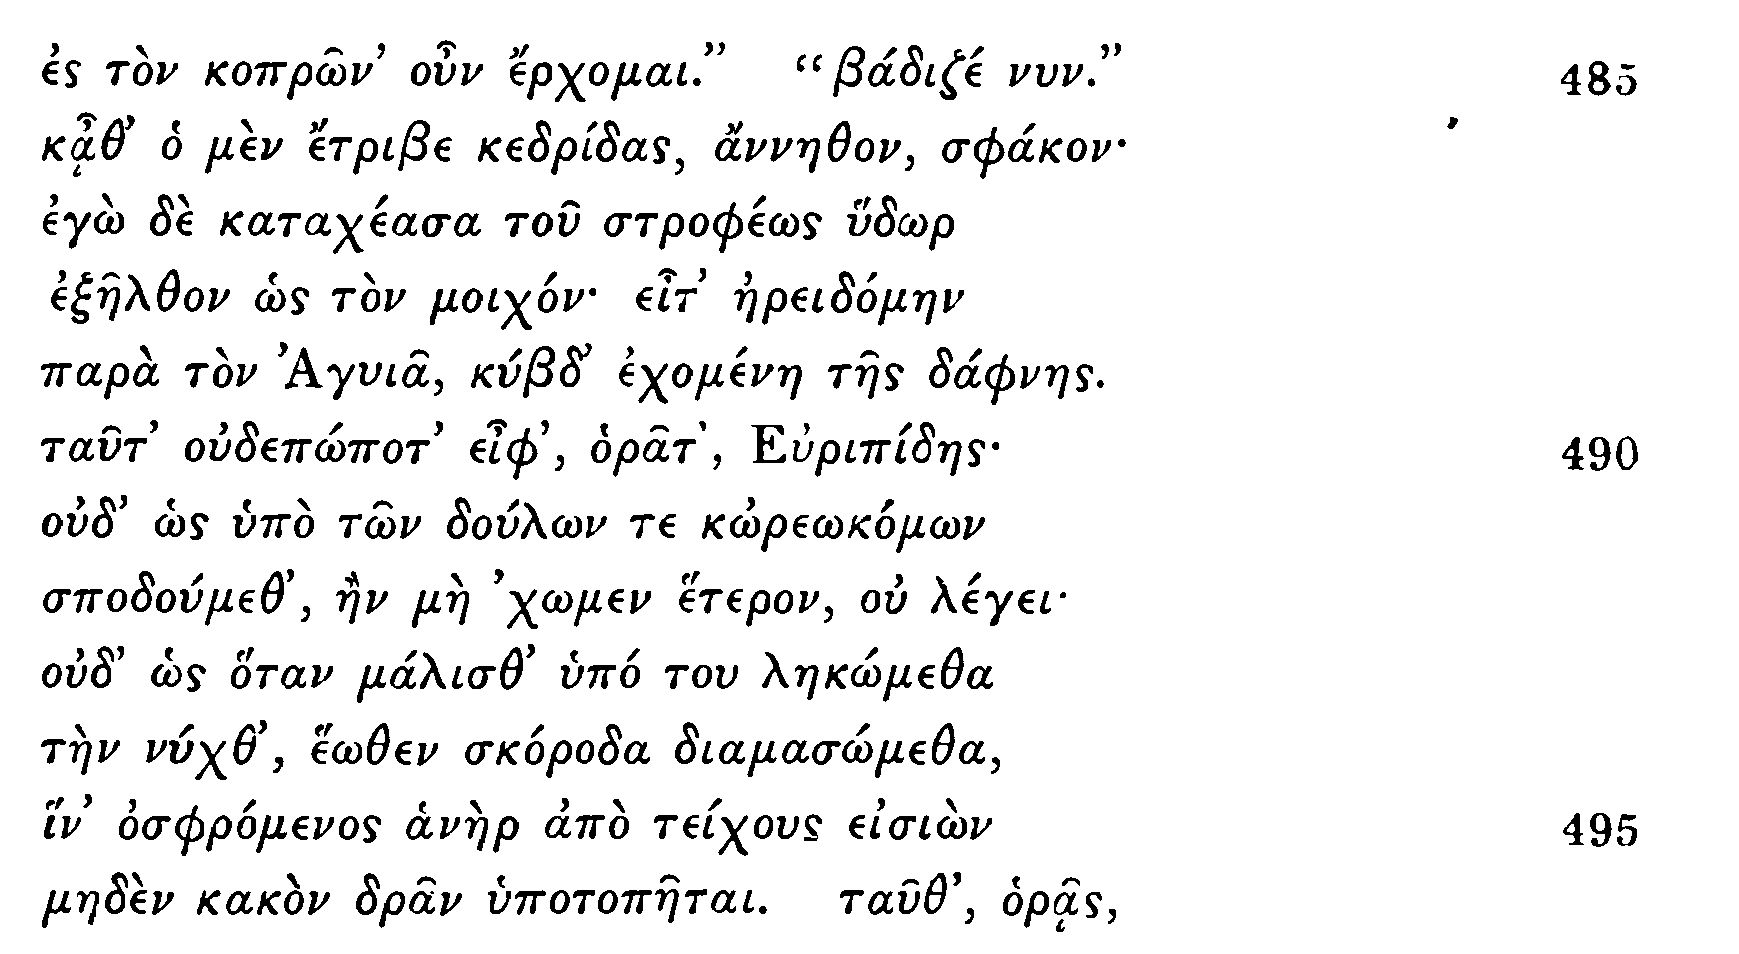 ἐς τὸν κοπρῶν’ οὖν ἔρχομαι.” “βάδιζέ νυν.” 485
κᾆθ’ ὁ μὲν ἔτριβε κεδρίδας, ἄννηθον, σφάκον·
ἐγὼ δὲ καταχέασα τοῦ στροφέως ὕδωρ
ἐξῆλθον ὡς τὸν μοιχόν· εἶτ’ ἠρειδόμην
παρὰ τὸν Ἀγυιᾶ, κύβδ’ ἐχομένη τῆς δάφνης.
ταῦτ’ οὐδεπώποτ’ εἶφ’, ὁρᾶτ’, Εὐριπίδης· 490
οὐδ’ ὡς ὑπὸ τῶν δούλων τε κὠρεωκόμων
σποδούμεθ’, ἢν μὴ ’χωμεν ἕτερον, οὐ λέγει·
οὐδ’ ὡς ὅταν μάλισθ’ ὑπό του ληκώμεθα
τὴν νύχθ’, ἕωθεν σκόροδα διαμασώμεθα,
ἵν’ ὀσφρόμενος ἁνὴρ ἀπὸ τείχους εἰσιὼν 495
μηδὲν κακὸν δρᾶν ὑποτοπῆται. ταῦθ’, ὁρᾷς,